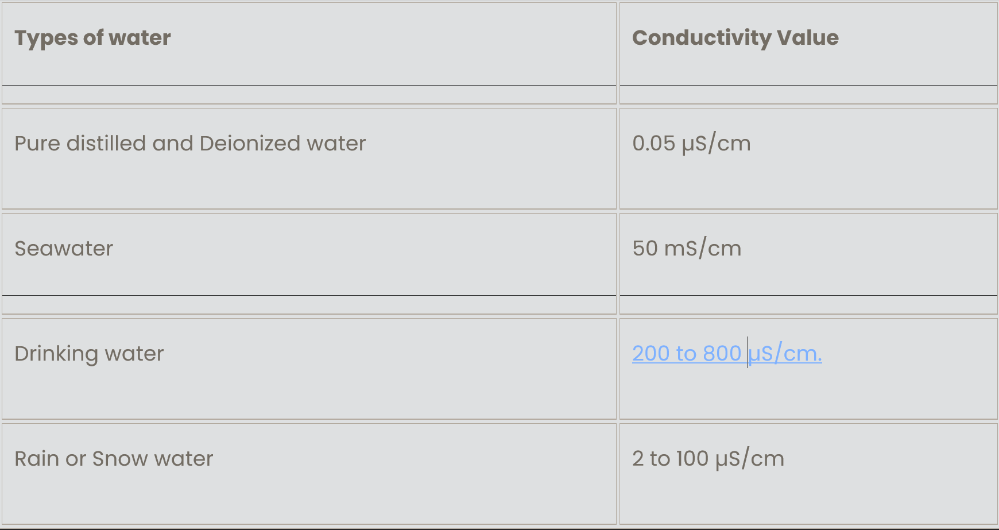 Types of water
Conductivity Value
Pure distilled and Deionized water
0.05 µS/cm
Seawater
50 mS/cm
Drinking water
200 to 800 µS/cm.
Rain or Snow water
2 to 100 µS/cm